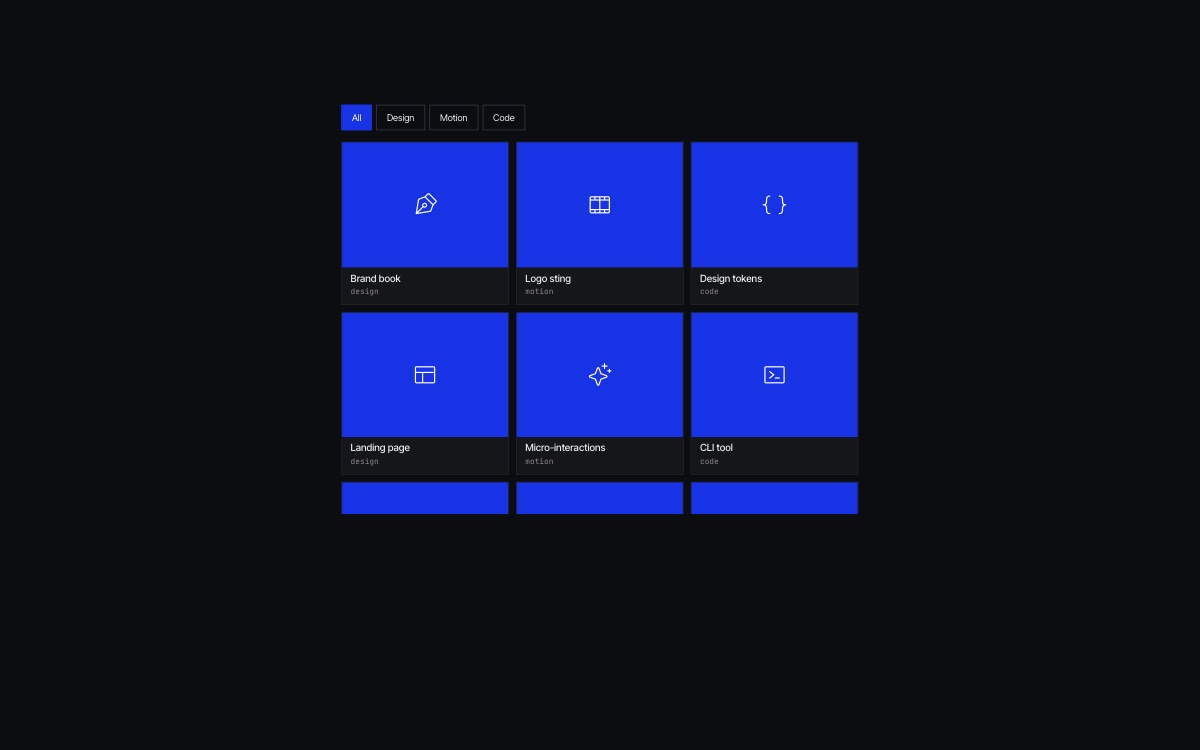 All Design Motion Code
Brand book
design
Logo sting
motion
Design tokens
code
Landing page
design
Micro-interactions
motion
CLI tool
code